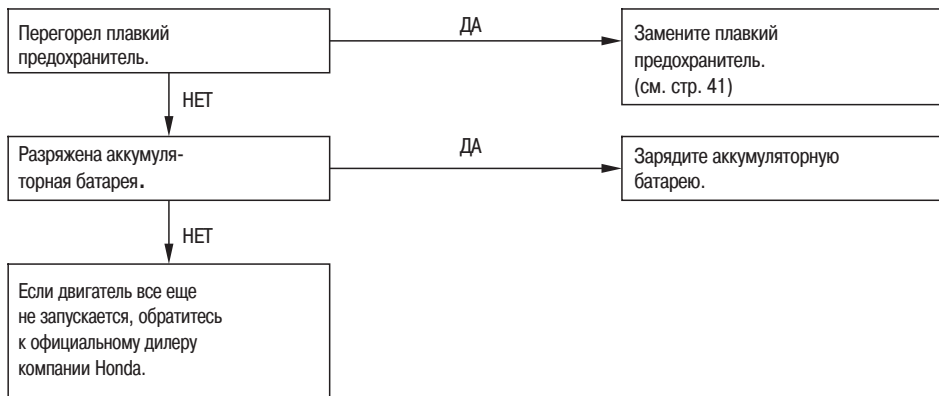 Перегорел плавкий
предохранитель.
ДА
Замените плавкий
предохранитель.
(см. стр. 41)
НЕТ
Разряжена аккумуля-
торная батарея.
ДА
Зарядите аккумуляторную
батарею.
НЕТ
Если двигатель все еще
не запускается, обратитесь
к официальному дилеру
компании Honda.